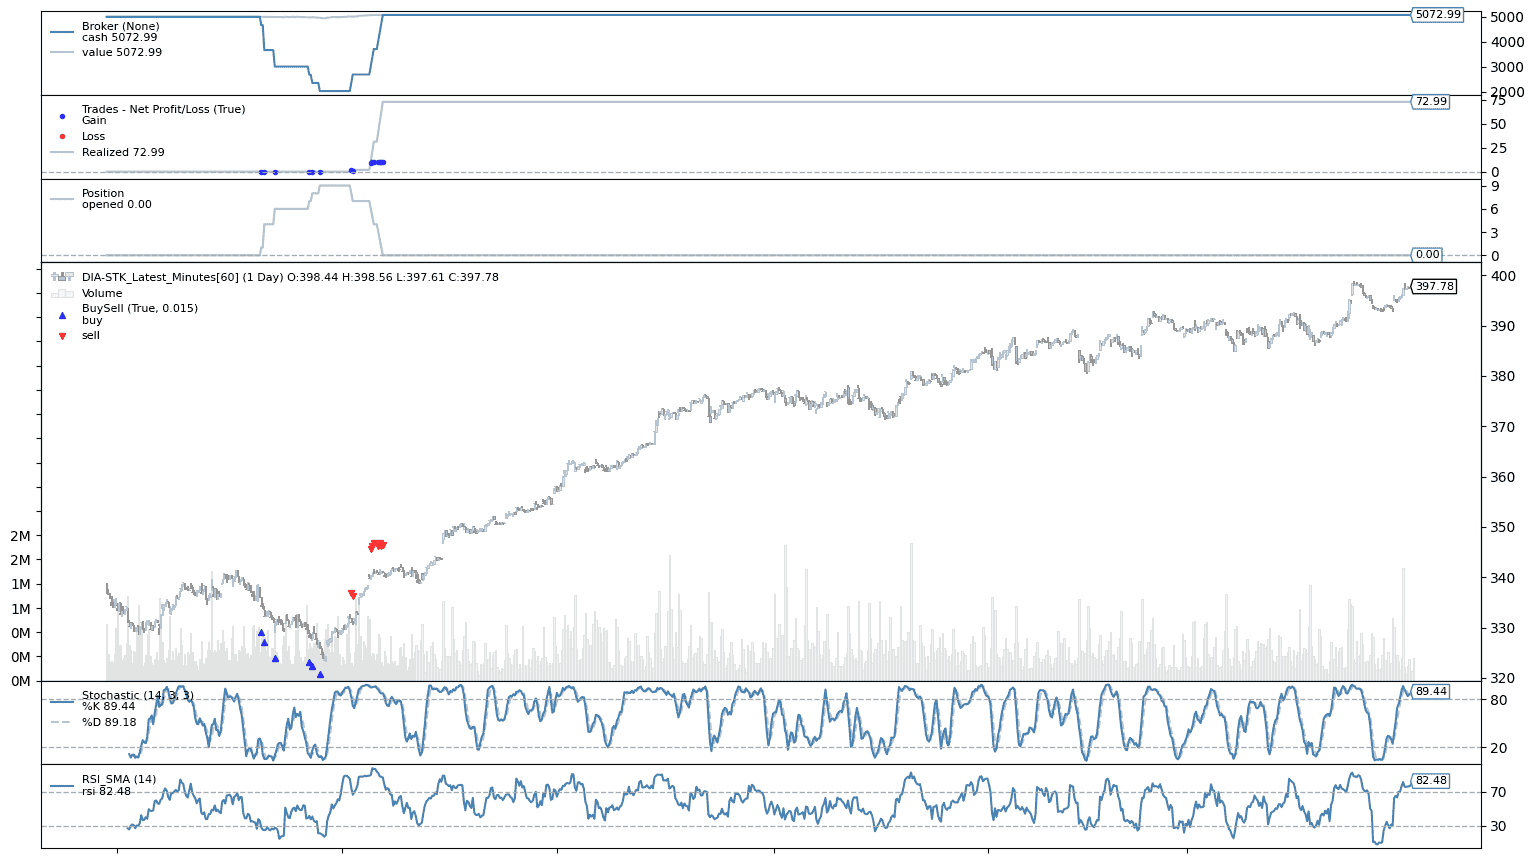 Broker (None)
cash 5072.99
value 5072.99
5072.99
5000
4000
3000
2000
Trades - Net Profit/Loss (True)
Gain
Loss
Realized 72.99
72.99
75
50
25
0
Position
opened 0.00
0.00
9
6
3
0
DIA-STK_Latest_Minutes[60] (1 Day) O:398.44 H:398.56 L:397.61 C:397.78
Volume
BuySell (True, 0.015)
buy
sell
397.78
400
390
380
370
360
350
340
330
320
2M
2M
1M
1M
0M
0M
0M
Stochastic (14, 3, 3)
%K 89.44
%D 89.18
89.44
80
20
RSI_SMA (14)
rsi 82.48
82.48
70
30